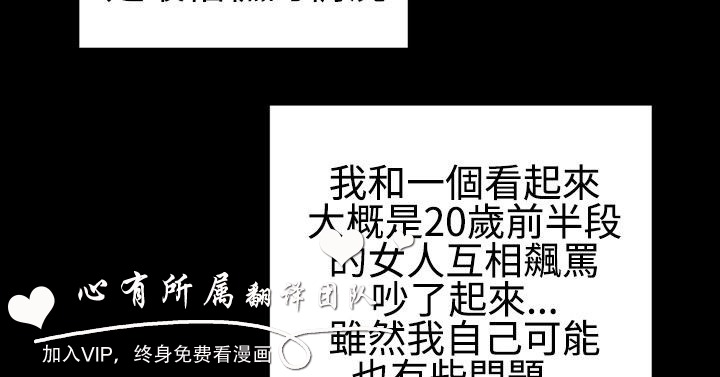 我和一個看起來
大概是20歲前半段
的女人互相飆罵
吵了起來...
雖然我自己可能
也有些問題
心有所属翻译团队
加入VIP，终身免费看漫画